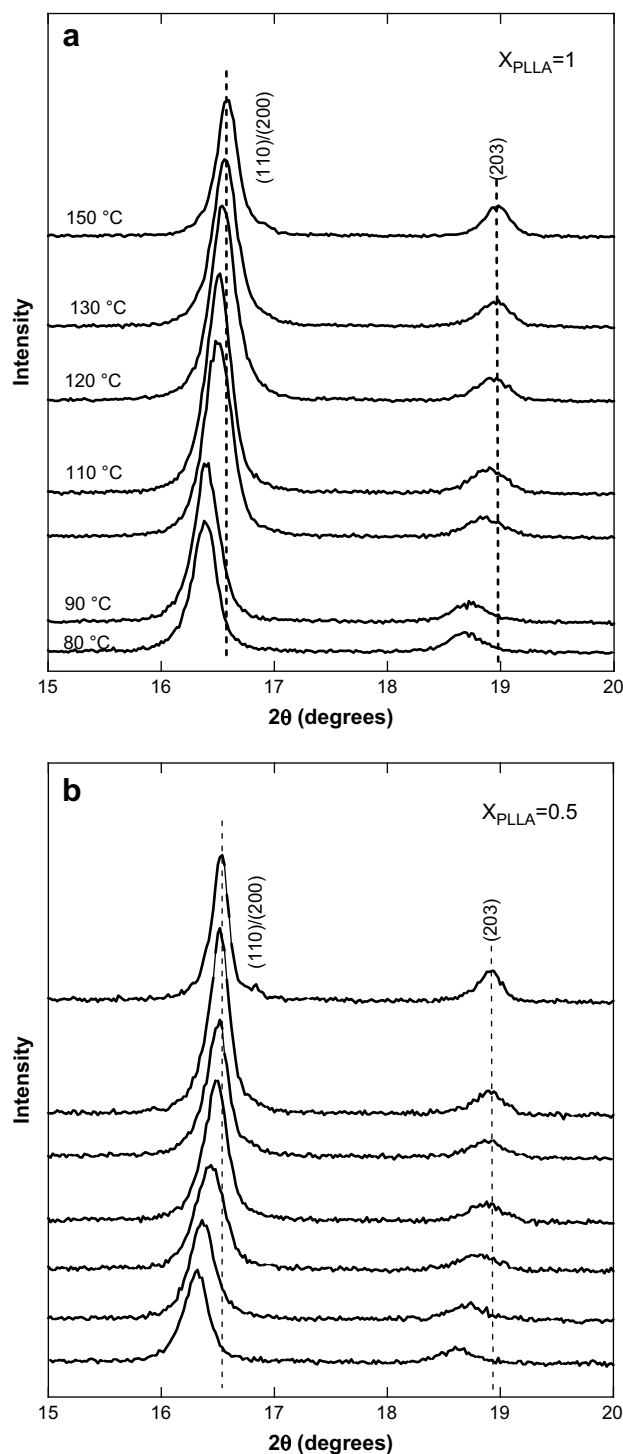 a
X_PLLA=1
(110)/(200)
(203)
150 °C
130 °C
120 °C
110 °C
90 °C
80 °C
Intensity
15 16 17 18 19 20
2θ (degrees)
b
X_PLLA=0.5
(110)/(200)
(203)
Intensity
15 16 17 18 19 20
2θ (degrees)